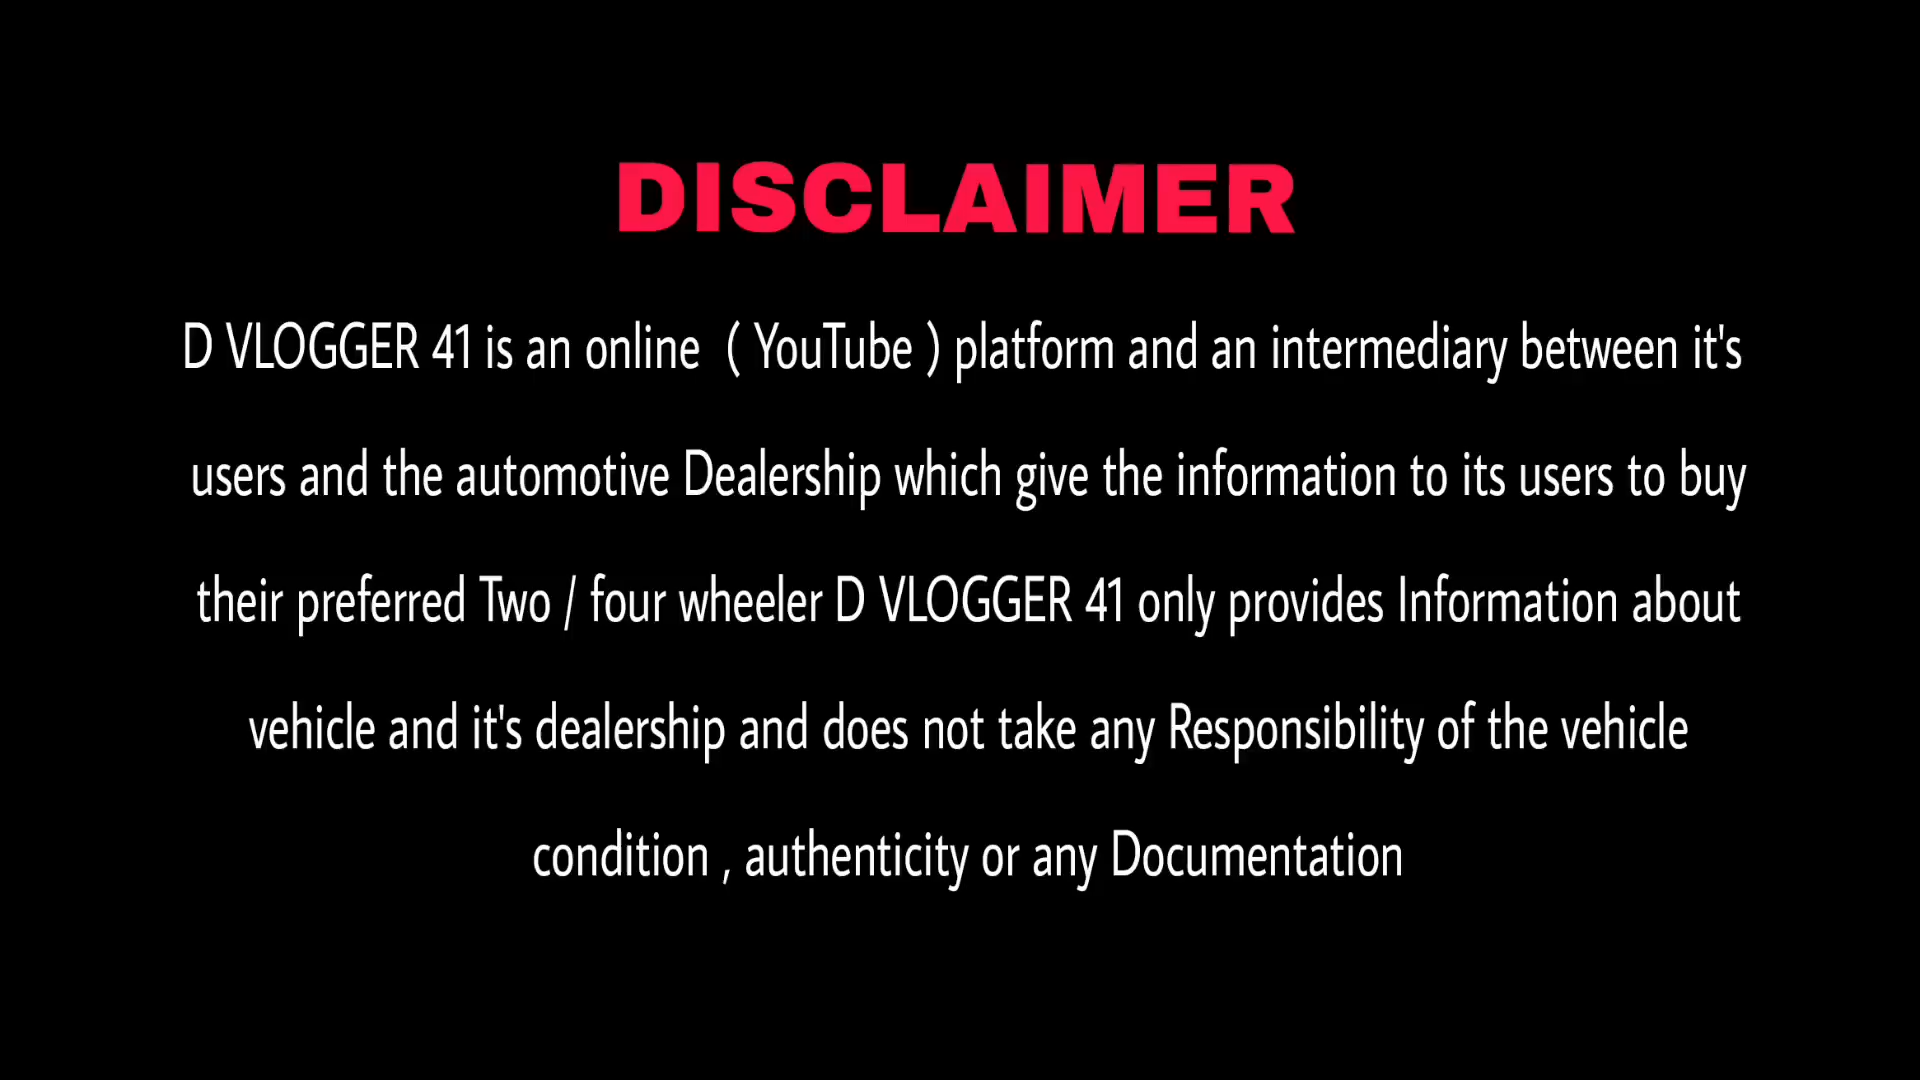 DISCLAIMER
D VLOGGER 41 is an online  ( YouTube ) platform and an intermediary between it's
users and the automotive Dealership which give the information to its users to buy
their preferred Two / four wheeler D VLOGGER 41 only provides Information about
vehicle and it's dealership and does not take any Responsibility of the vehicle
condition , authenticity or any Documentation